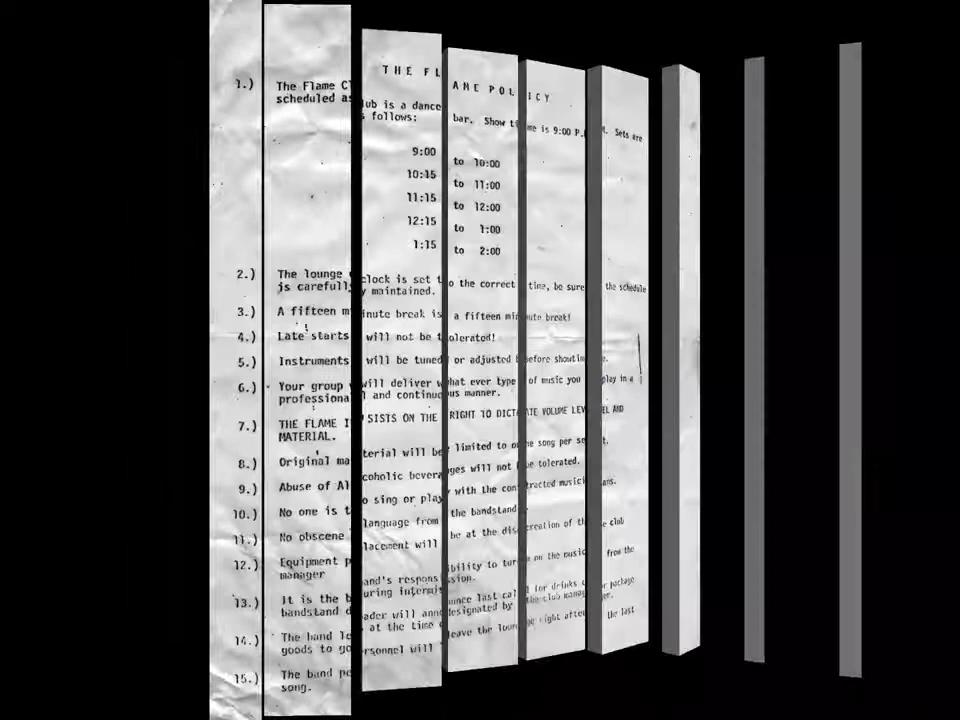 THE FLAME POLICY
1.) The Flame Club is a dance bar. Show time is 9:00 P.M. Sets are
scheduled as follows:
9:00 to 10:00
10:15 to 11:00
11:15 to 12:00
12:15 to 1:00
1:15 to 2:00
2.) The lounge clock is set to the correct time, be sure the schedule
is carefully maintained.
3.) A fifteen minute break is a fifteen minute break!
4.) Late starts will not be tolerated!
5.) Instruments will be tuned or adjusted before showtime.
6.) Your group will deliver what ever type of music you play in a
professional and continuous manner.
7.) THE FLAME INSISTS ON THE RIGHT TO DICTATE VOLUME LEVEL AND
MATERIAL.
8.) Original material will be limited to one song per set.
9.) Abuse of Alcoholic beverages will not be tolerated.
10.) No one is to sing or play with the contracted musicians.
11.) No obscene language from the bandstand.
12.) Equipment placement will be at the discreation of the club
manager
13.) It is the band's responsibility to turn on the music from the
bandstand during intermission.
14.) The band leader will announce last call for drinks or package
goods to go at the time designated by the club manager.
15.) The band personnel will leave the lounge right after the last
song.